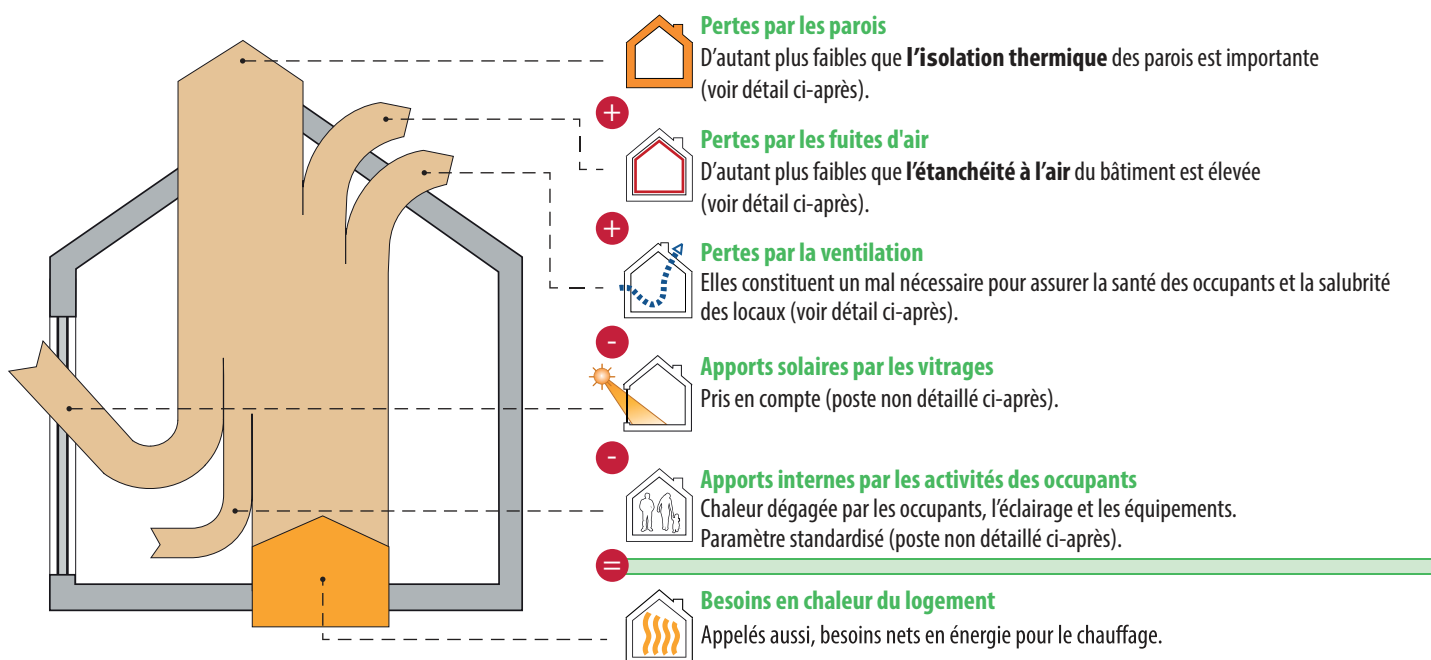 Pertes par les parois
D'autant plus faibles que l'isolation thermique des parois est importante
(voir détail ci-après).
+
Pertes par les fuites d'air
D'autant plus faibles que l'étanchéité à l'air du bâtiment est élevée
(voir détail ci-après).
+
Pertes par la ventilation
Elles constituent un mal nécessaire pour assurer la santé des occupants et la salubrité
des locaux (voir détail ci-après).
-
Apports solaires par les vitrages
Pris en compte (poste non détaillé ci-après).
-
Apports internes par les activités des occupants
Chaleur dégagée par les occupants, l'éclairage et les équipements.
Paramètre standardisé (poste non détaillé ci-après).
=
Besoins en chaleur du logement
Appelés aussi, besoins nets en énergie pour le chauffage.